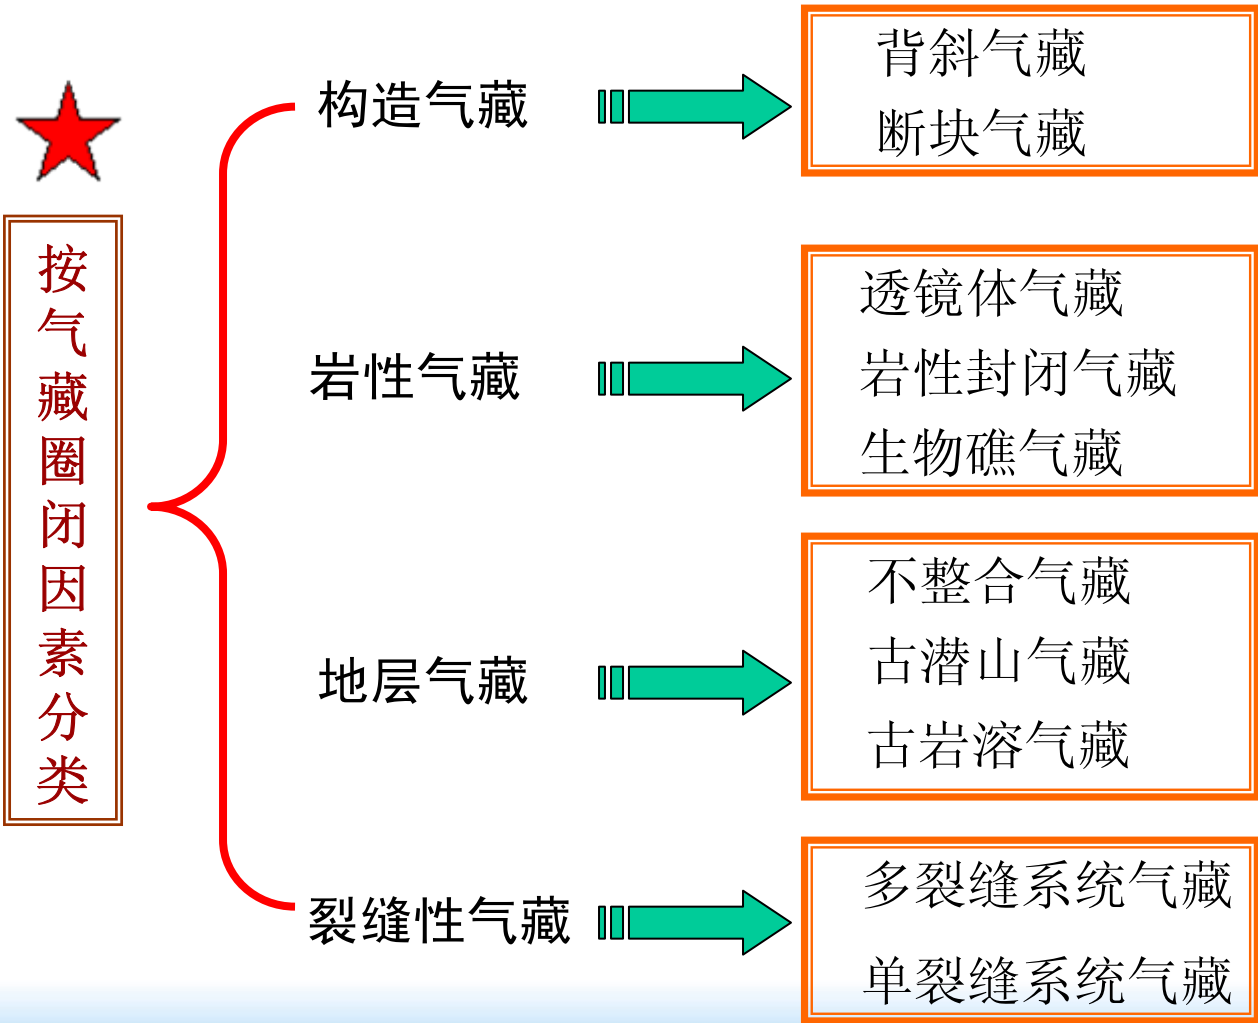 按气藏圈闭因素分类
构造气藏
背斜气藏
断块气藏
岩性气藏
透镜体气藏
岩性封闭气藏
生物礁气藏
地层气藏
不整合气藏
古潜山气藏
古岩溶气藏
裂缝性气藏
多裂缝系统气藏
单裂缝系统气藏